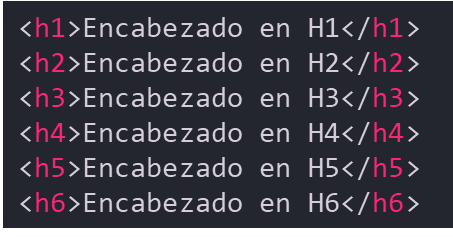 <h1>Encabezado en H1</h1>
<h2>Encabezado en H2</h2>
<h3>Encabezado en H3</h3>
<h4>Encabezado en H4</h4>
<h5>Encabezado en H5</h5>
<h6>Encabezado en H6</h6>